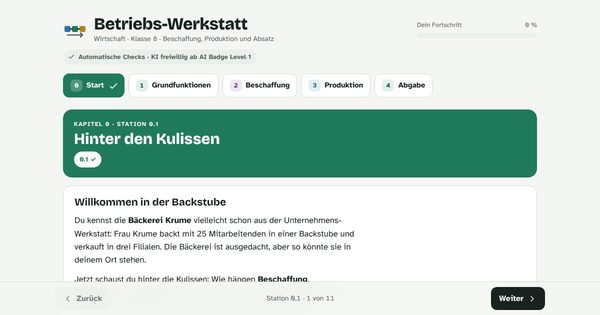 Betriebs-Werkstatt
Wirtschaft · Klasse 8 · Beschaffung, Produktion und Absatz
Dein Fortschritt
0 %
Automatische Checks · KI freiwillig ab AI Badge Level 1
0 Start
1 Grundfunktionen
2 Beschaffung
3 Produktion
4 Abgabe
KAPITEL 0 · STATION 0.1
Hinter den Kulissen
0.1 ✓
Willkommen in der Backstube
Du kennst die Bäckerei Krume vielleicht schon aus der Unternehmens-
Werkstatt: Frau Krume backt mit 25 Mitarbeitenden in einer Backstube und
verkauft in drei Filialen. Die Bäckerei ist ausgedacht, aber so könnte sie in
deinem Ort stehen.
Jetzt schaust du hinter die Kulissen: Wie hängen Beschaffung,
Zurück
Station 0.1 · 1 von 11
Weiter